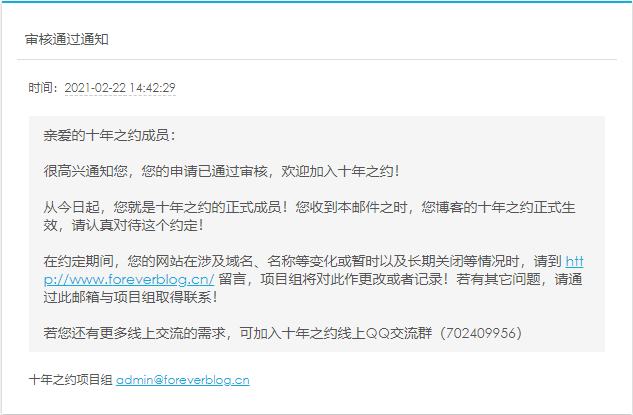 审核通过通知
时间：2021-02-22 14:42:29
亲爱的十年之约成员：
很高兴通知您，您的申请已通过审核，欢迎加入十年之约！
从今日起，您就是十年之约的正式成员！您收到本邮件之时，您博客的十年之约正式生
效，请认真对待这个约定！
在约定期间，您的网站在涉及域名、名称等变化或暂时以及长期关闭等情况时，请到 htt
p://www.foreverblog.cn/ 留言，项目组将对此作更改或者记录！若有其它问题，请通
过此邮箱与项目组取得联系！
若您还有更多线上交流的需求，可加入十年之约线上QQ交流群（702409956）
十年之约项目组 admin@foreverblog.cn